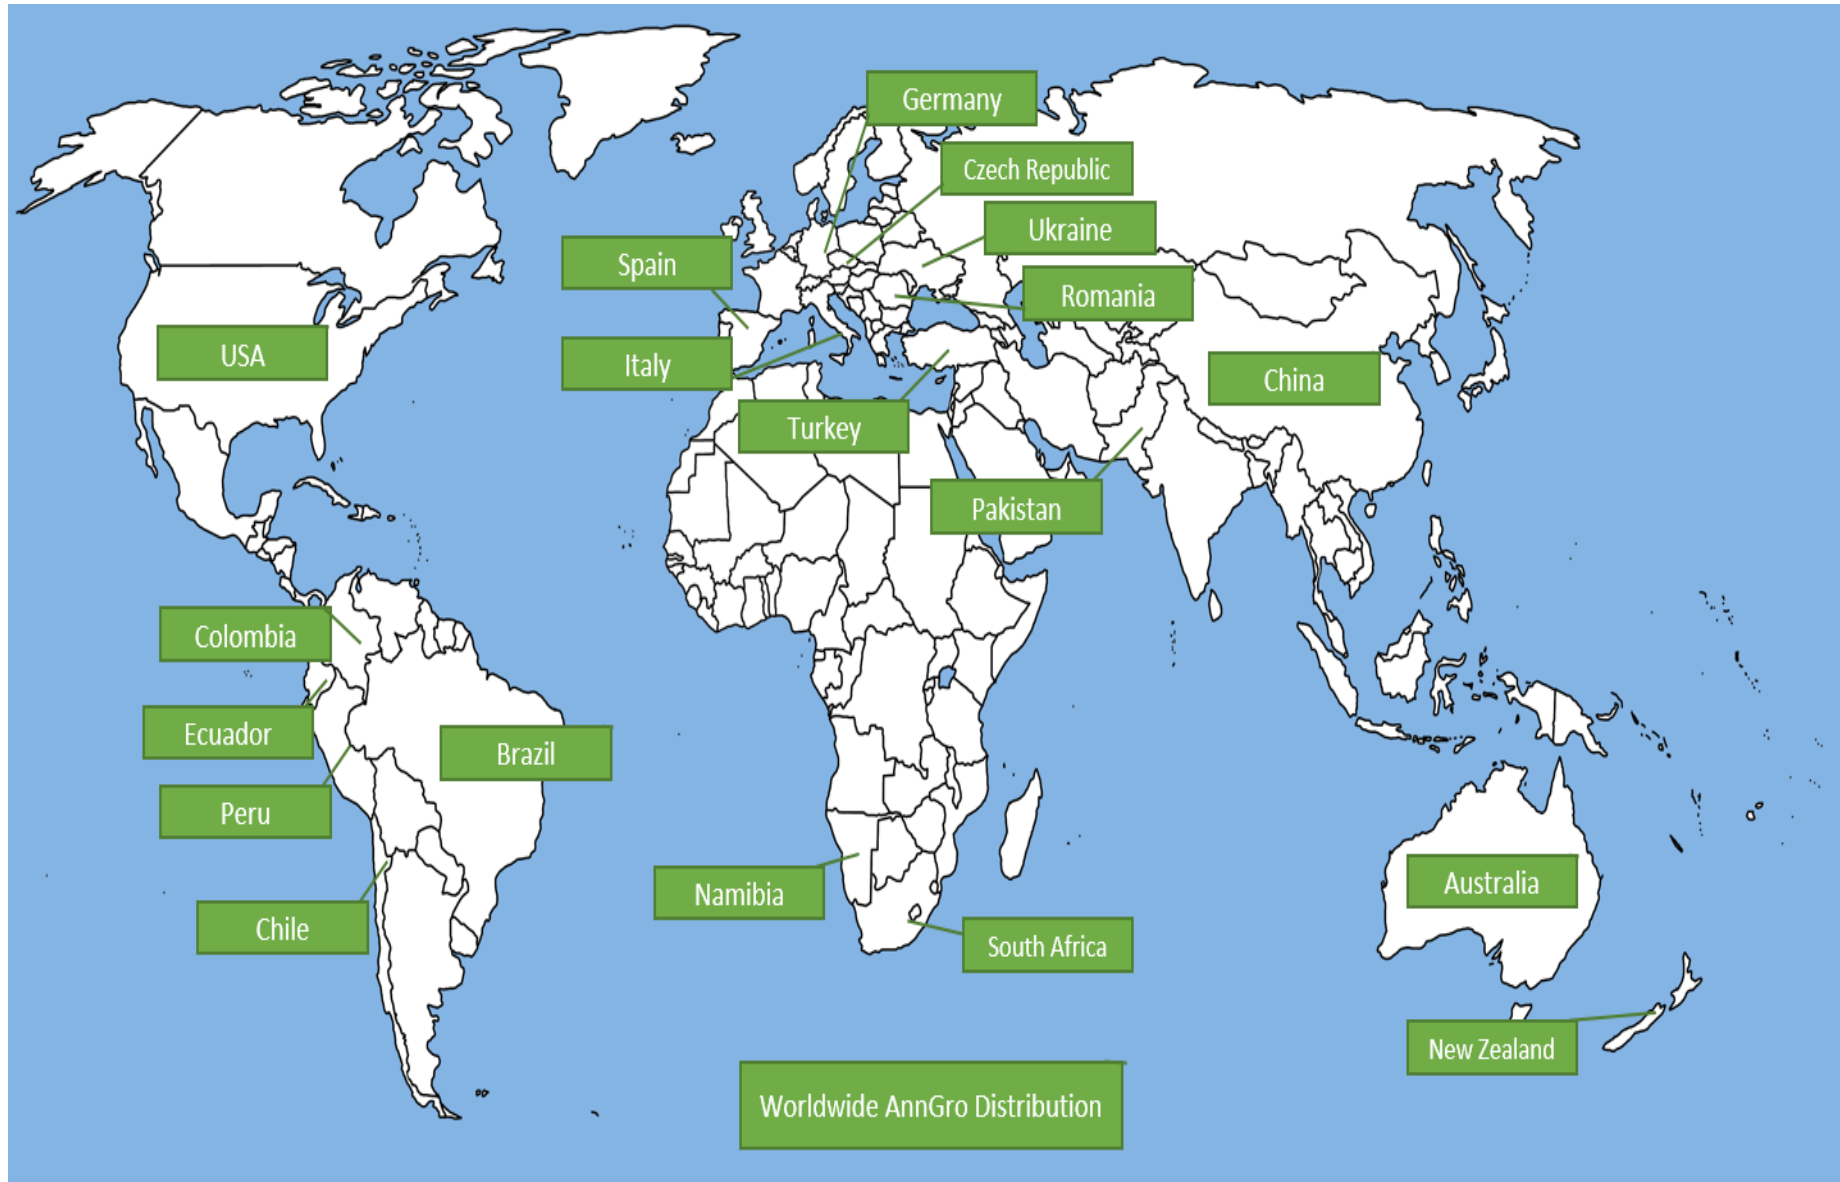 Germany
Czech Republic
Ukraine
Spain
Romania
USA
Italy
China
Turkey
Pakistan
Colombia
Ecuador
Brazil
Peru
Australia
Namibia
Chile
South Africa
New Zealand
Worldwide AnnGro Distribution